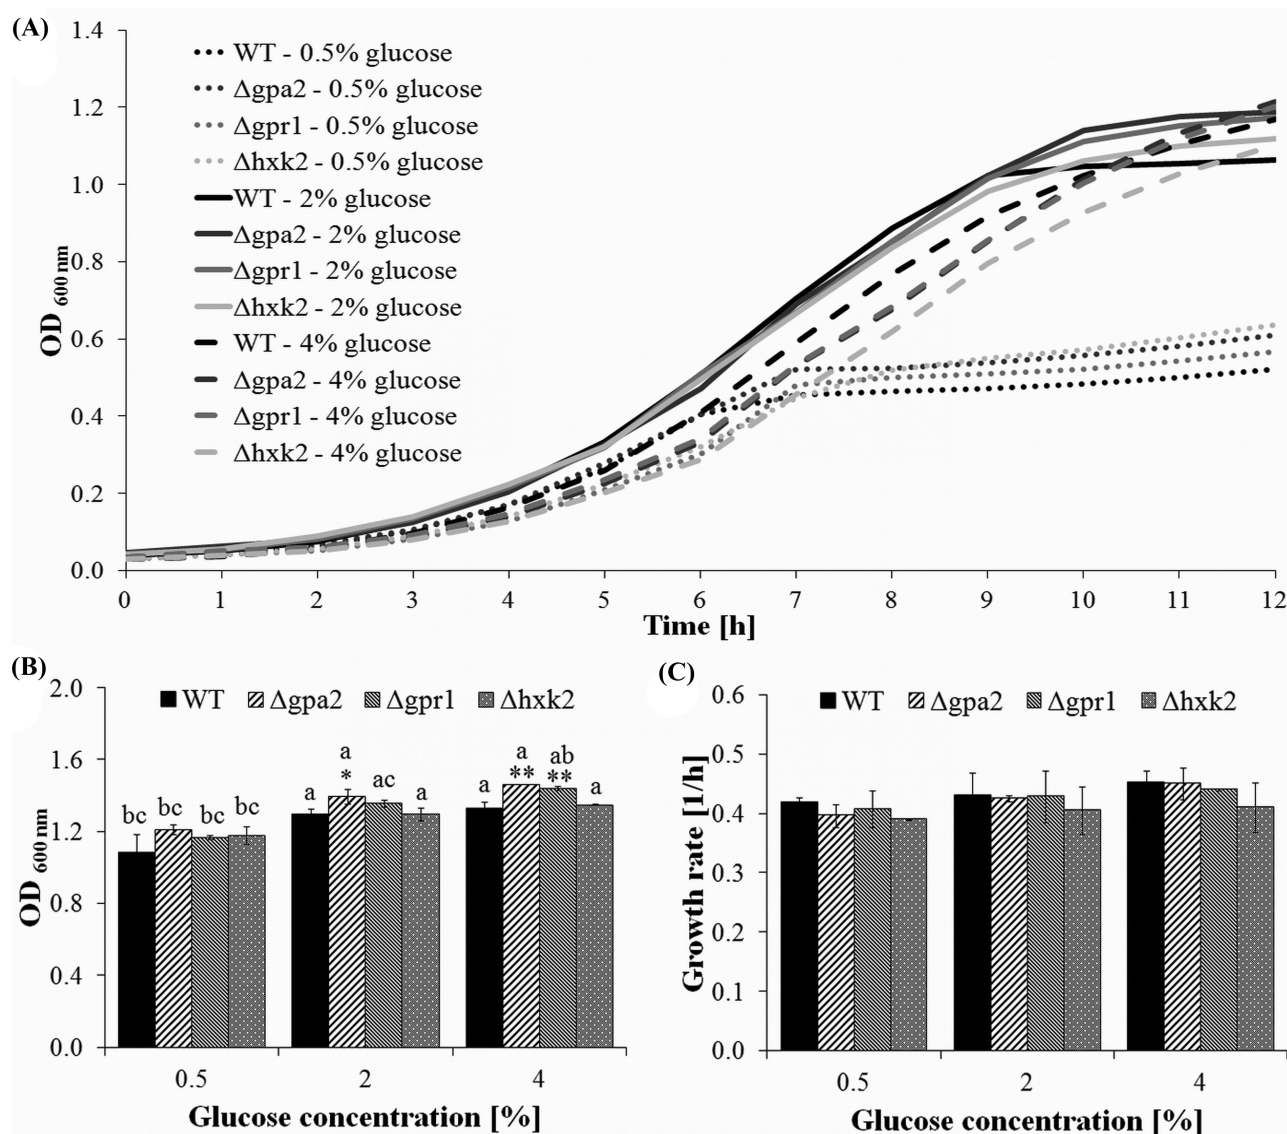 (A)
1.4
1.2
1.0
0.8
0.6
0.4
0.2
0.0
OD 600 nm
WT - 0.5% glucose
Δgpa2 - 0.5% glucose
Δgpr1 - 0.5% glucose
Δhxk2 - 0.5% glucose
WT - 2% glucose
Δgpa2 - 2% glucose
Δgpr1 - 2% glucose
Δhxk2 - 2% glucose
WT - 4% glucose
Δgpa2 - 4% glucose
Δgpr1 - 4% glucose
Δhxk2 - 4% glucose
0 1 2 3 4 5 6 7 8 9 10 11 12
Time [h]
(B)
2.0
1.6
1.2
0.8
0.4
0.0
OD 600 nm
WT Δgpa2 Δgpr1 Δhxk2
bc bc bc bc
a
a * ac a
a ab
a ** ** a
0.5 2 4
Glucose concentration [%]
(C)
0.6
0.5
0.4
0.3
0.2
0.1
0.0
Growth rate [1/h]
WT Δgpa2 Δgpr1 Δhxk2
0.5 2 4
Glucose concentration [%]